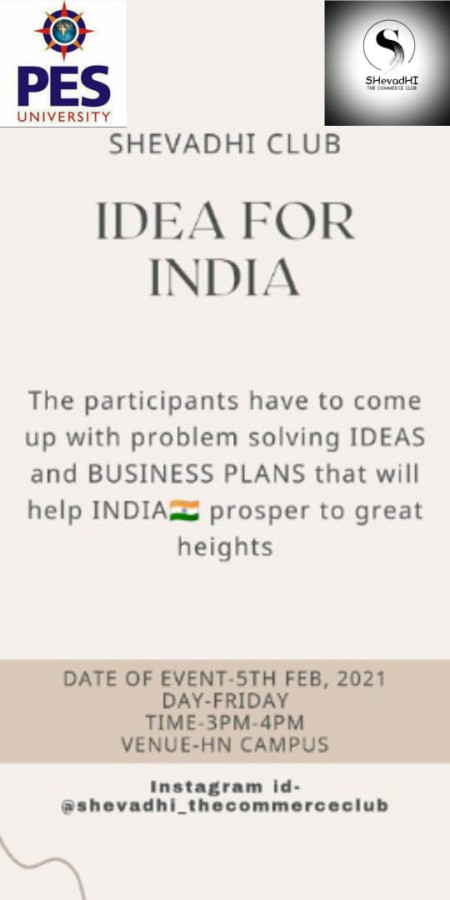 PES
UNIVERSITY
SHevadHI
THE COMMERCE CLUB
SHEVADHI CLUB
IDEA FOR
INDIA
The participants have to come
up with problem solving IDEAS
and BUSINESS PLANS that will
help INDIA🇮🇳 prosper to great
heights
DATE OF EVENT-5TH FEB, 2021
DAY-FRIDAY
TIME-3PM-4PM
VENUE-HN CAMPUS
Instagram id-
@shevadhi_thecommerceclub